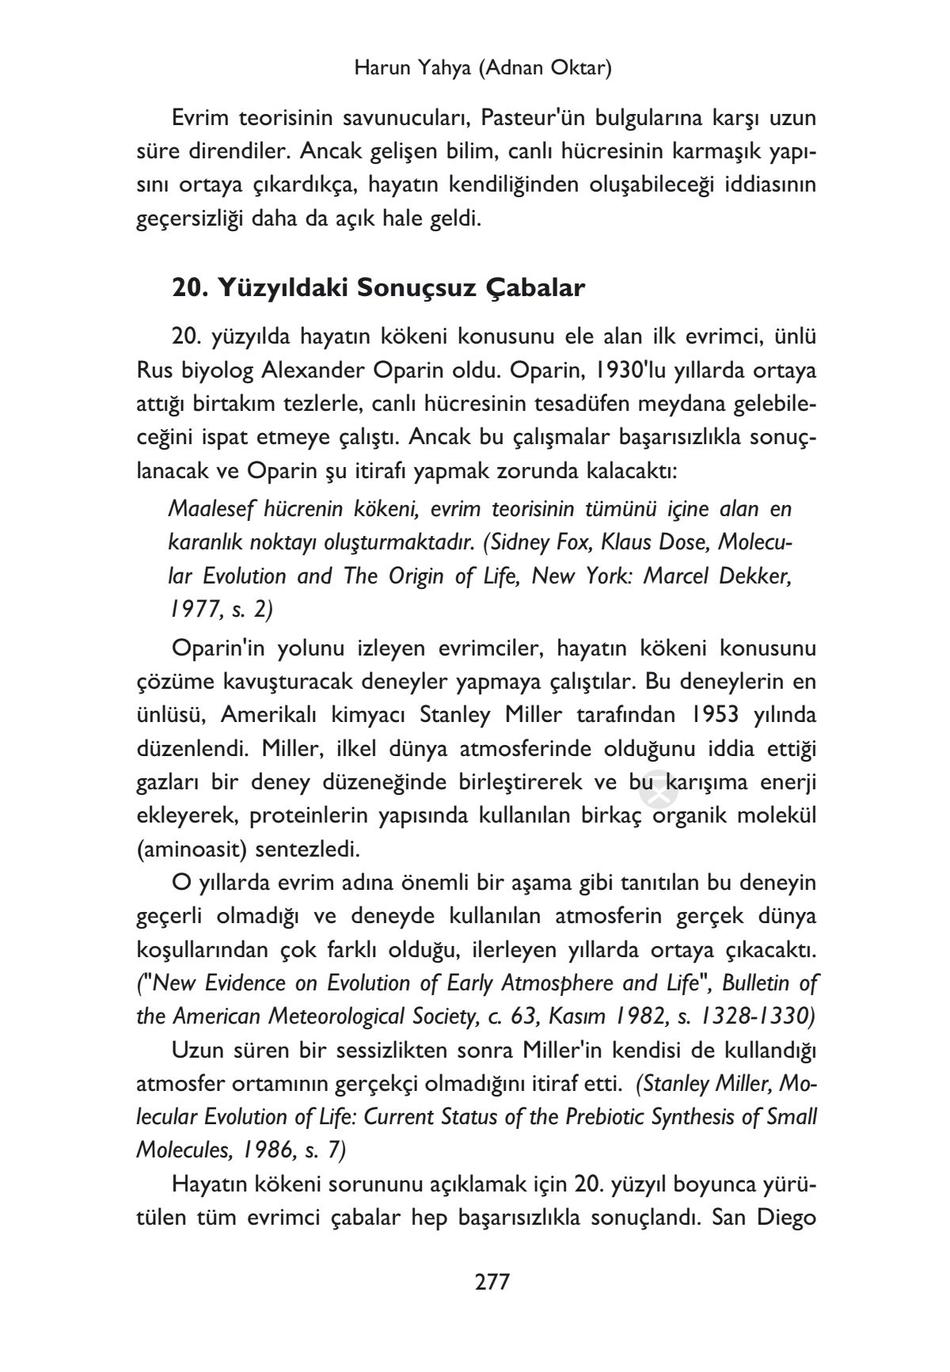 Harun Yahya (Adnan Oktar)
Evrim teorisinin savunucuları, Pasteur'ün bulgularına karşı uzun
süre direndiler. Ancak gelişen bilim, canlı hücresinin karmaşık yapı-
sını ortaya çıkardıkça, hayatın kendiliğinden oluşabileceği iddiasının
geçersizliği daha da açık hale geldi.
20. Yüzyıldaki Sonuçsuz Çabalar
20. yüzyılda hayatın kökeni konusunu ele alan ilk evrimci, ünlü
Rus biyolog Alexander Oparin oldu. Oparin, 1930'lu yıllarda ortaya
attığı birtakım tezlerle, canlı hücresinin tesadüfen meydana gelebile-
ceğini ispat etmeye çalıştı. Ancak bu çalışmalar başarısızlıkla sonuç-
lanacak ve Oparin şu itirafı yapmak zorunda kalacaktı:
Maalesef hücrenin kökeni, evrim teorisinin tümünü içine alan en
karanlık noktayı oluşturmaktadır. (Sidney Fox, Klaus Dose, Molecu-
lar Evolution and The Origin of Life, New York: Marcel Dekker,
1977, s. 2)
Oparin'in yolunu izleyen evrimciler, hayatın kökeni konusunu
çözüme kavuşturacak deneyler yapmaya çalıştılar. Bu deneylerin en
ünlüsü, Amerikalı kimyacı Stanley Miller tarafından 1953 yılında
düzenlendi. Miller, ilkel dünya atmosferinde olduğunu iddia ettiği
gazları bir deney düzeneğinde birleştirerek ve bu karışıma enerji
ekleyerek, proteinlerin yapısında kullanılan birkaç organik molekül
(aminoasit) sentezledi.
O yıllarda evrim adına önemli bir aşama gibi tanıtılan bu deneyin
geçerli olmadığı ve deneyde kullanılan atmosferin gerçek dünya
koşullarından çok farklı olduğu, ilerleyen yıllarda ortaya çıkacaktı.
("New Evidence on Evolution of Early Atmosphere and Life", Bulletin of
the American Meteorological Society, c. 63, Kasım 1982, s. 1328-1330)
Uzun süren bir sessizlikten sonra Miller'in kendisi de kullandığı
atmosfer ortamının gerçekçi olmadığını itiraf etti. (Stanley Miller, Mo-
lecular Evolution of Life: Current Status of the Prebiotic Synthesis of Small
Molecules, 1986, s. 7)
Hayatın kökeni sorununu açıklamak için 20. yüzyıl boyunca yürü-
tülen tüm evrimci çabalar hep başarısızlıkla sonuçlandı. San Diego
277